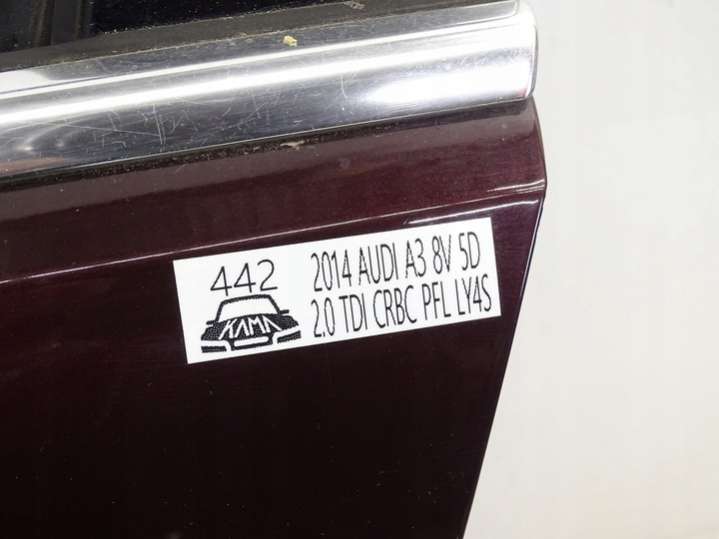 442
KAMA
2014 AUDI A3 8V 5D
2.0 TDI CRBC PFL LY4S